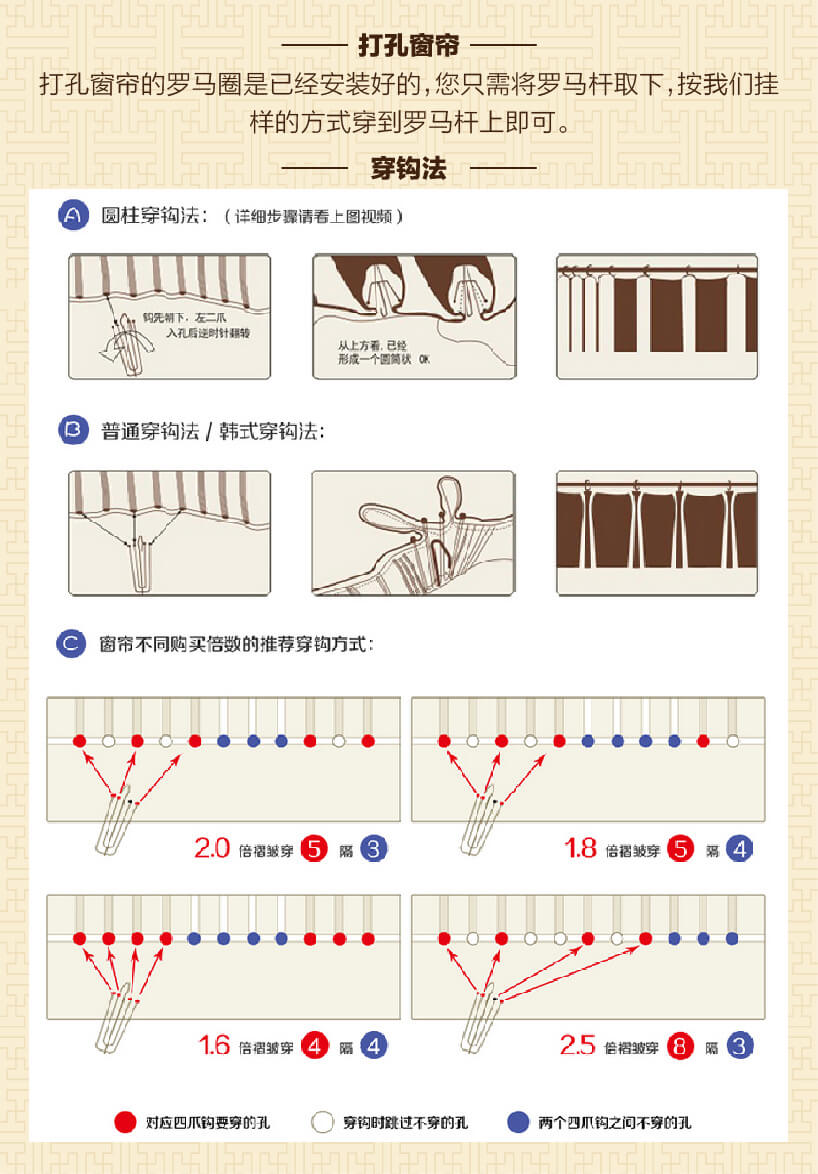 打孔窗帘
打孔窗帘的罗马圈是已经安装好的,您只需将罗马杆取下,按我们挂
样的方式穿到罗马杆上即可。
穿钩法
A 圆柱穿钩法:(详细步骤请看上图视频)
钩先朝下, 左二爪
入孔后逆时针翻转
从上方看, 已经
形成一个圆筒状 OK
B 普通穿钩法 / 韩式穿钩法:
C 窗帘不同购买倍数的推荐穿钩方式:
2.0 倍褶皱穿 5 隔 3
1.8 倍褶皱穿 5 隔 4
1.6 倍褶皱穿 4 隔 4
2.5 倍褶皱穿 8 隔 3
对应四爪钩要穿的孔
穿钩时跳过不穿的孔
两个四爪钩之间不穿的孔